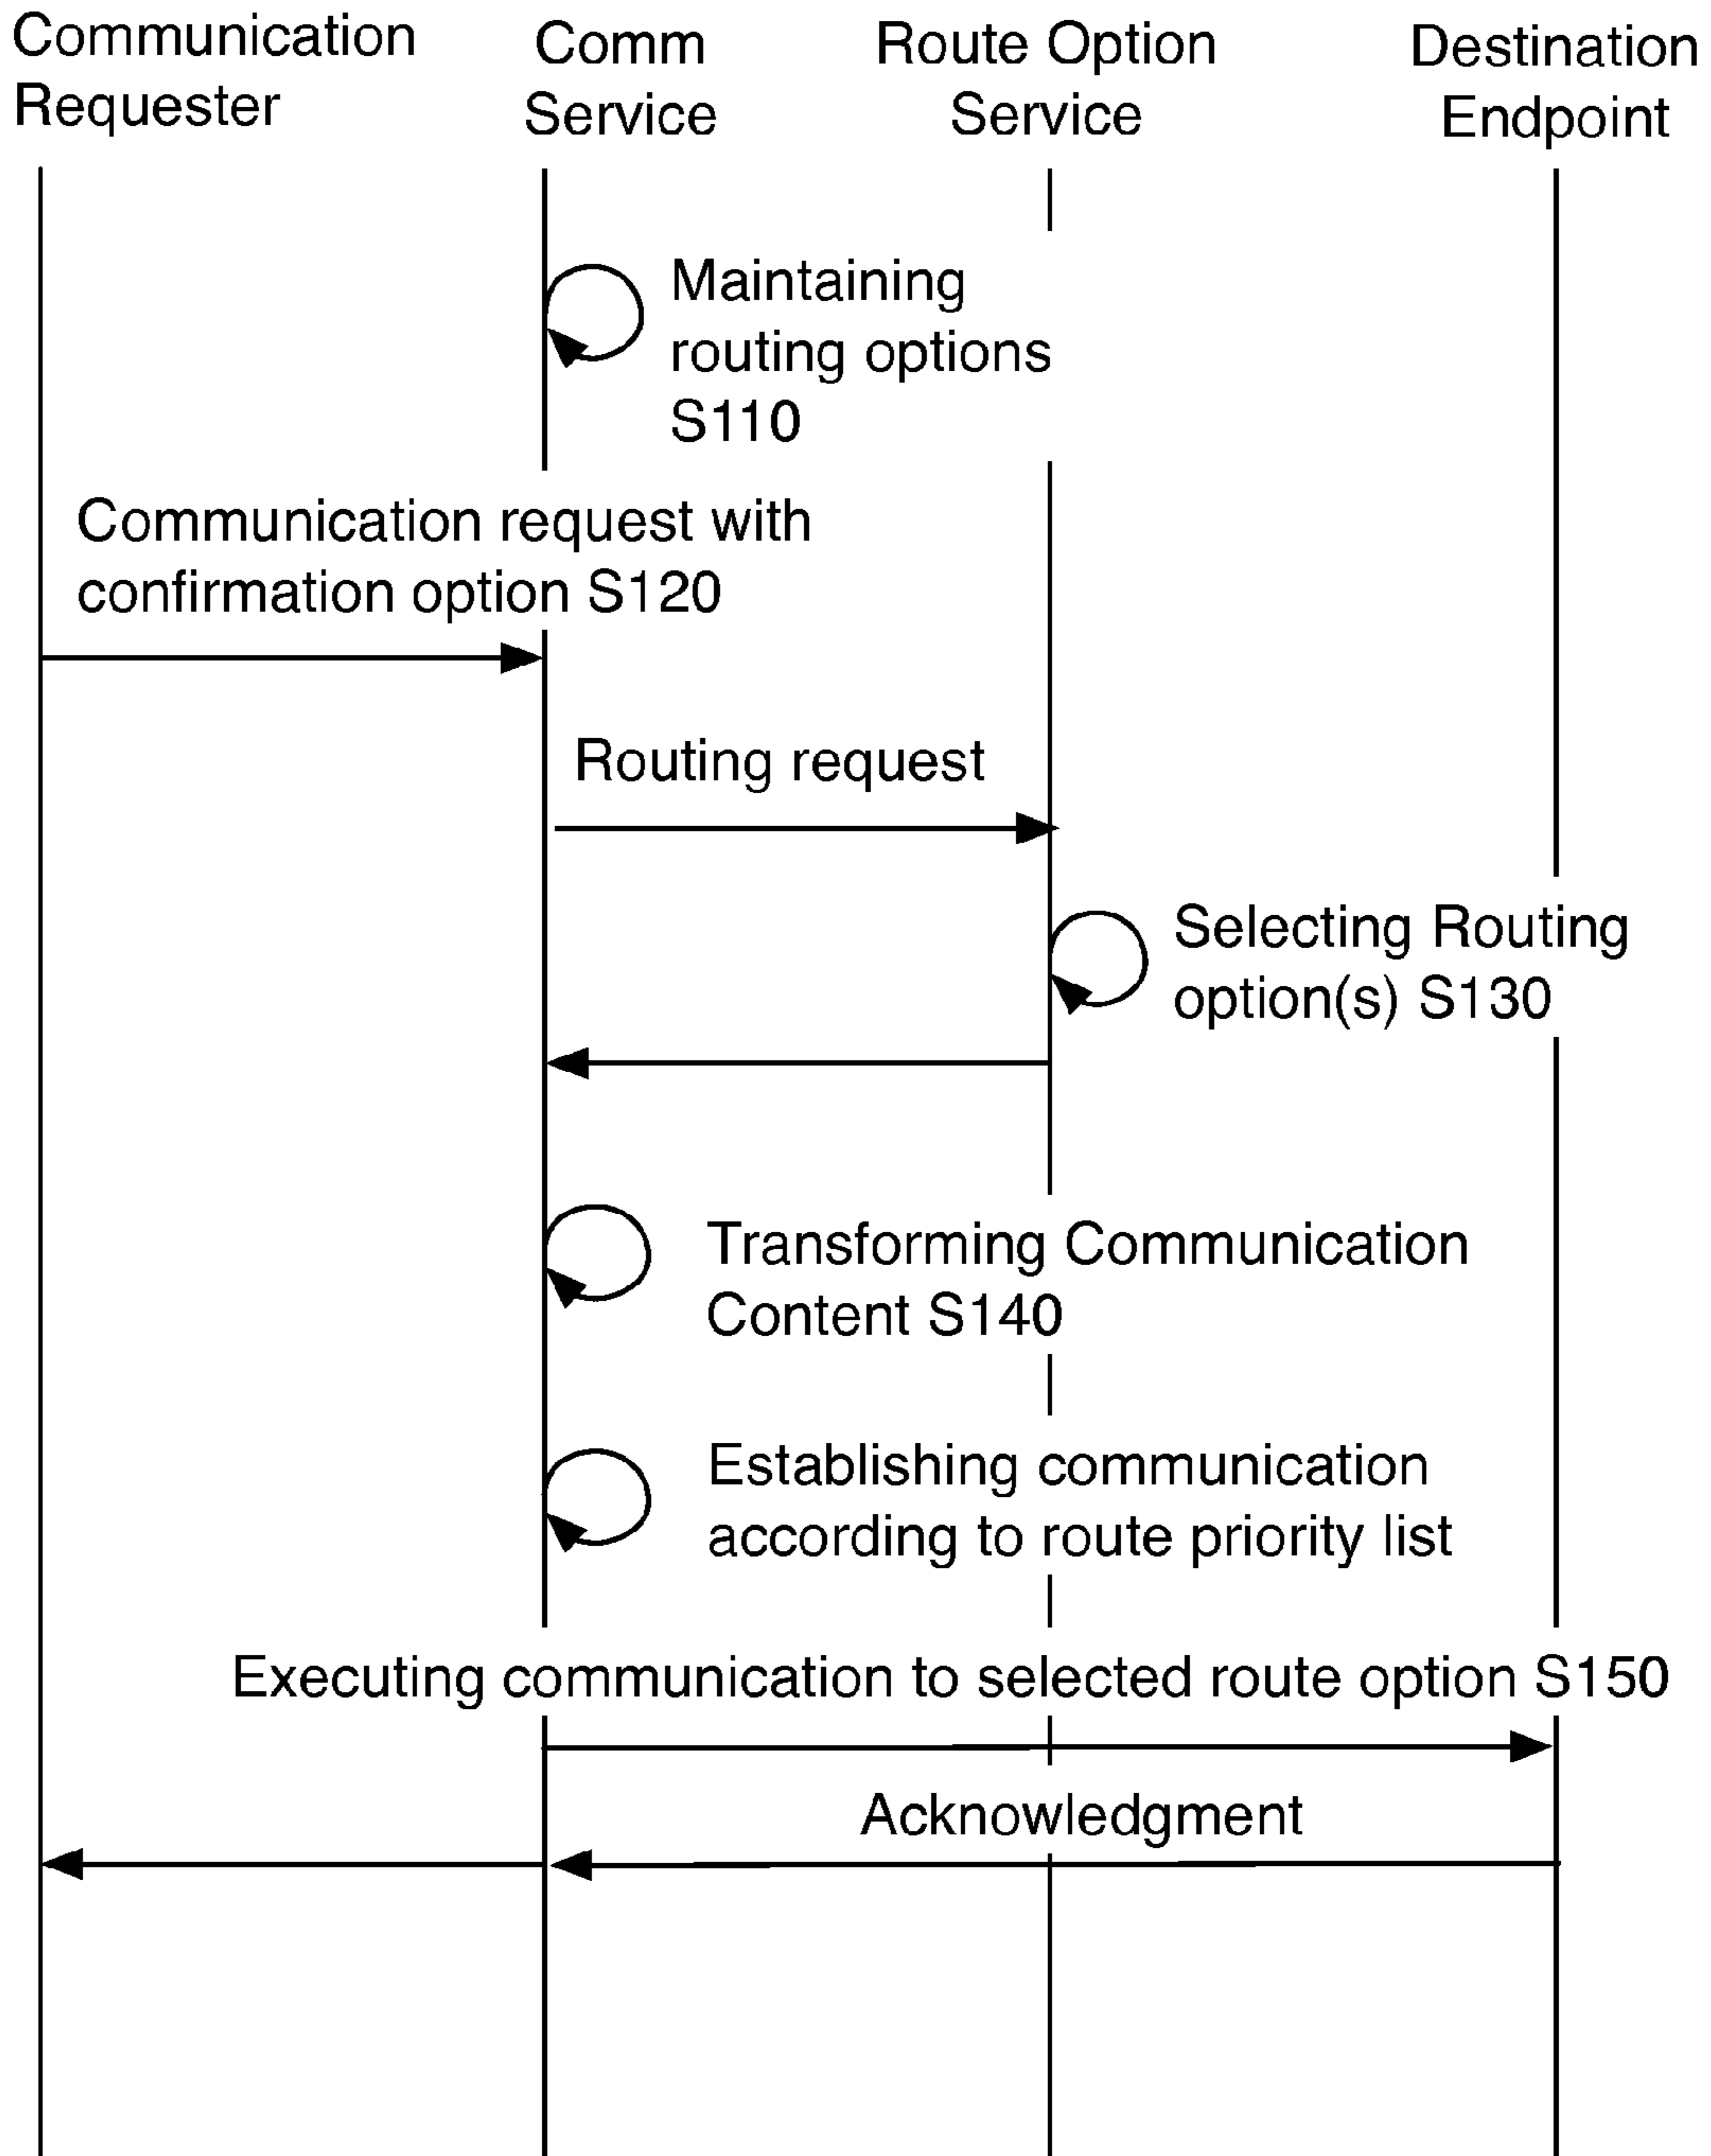 Communication
Requester
Comm
Service
Route Option
Service
Destination
Endpoint
Maintaining
routing options
S110
Communication request with
confirmation option S120
Routing request
Selecting Routing
option(s) S130
Transforming Communication
Content S140
Establishing communication
according to route priority list
Executing communication to selected route option S150
Acknowledgment